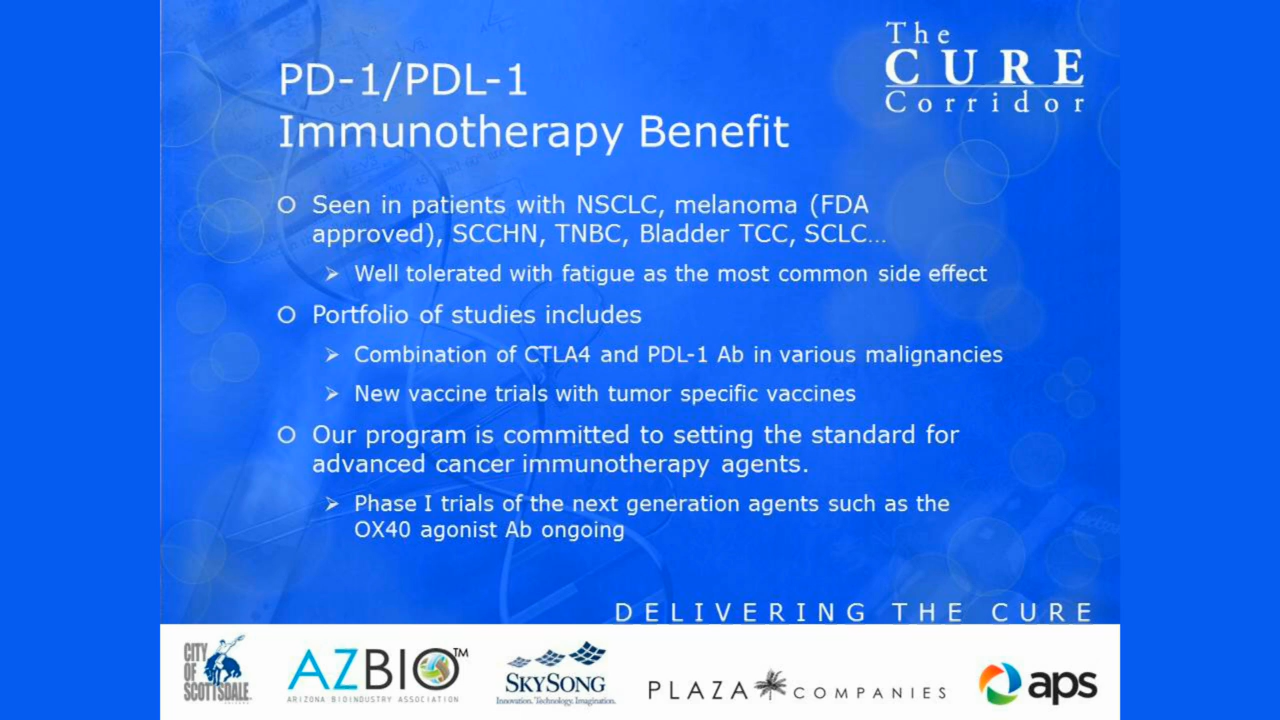 The
CURE
Corridor
PD-1/PDL-1
Immunotherapy Benefit
Seen in patients with NSCLC, melanoma (FDA
approved), SCCHN, TNBC, Bladder TCC, SCLC...
Well tolerated with fatigue as the most common side effect
Portfolio of studies includes
Combination of CTLA4 and PDL-1 Ab in various malignancies
New vaccine trials with tumor specific vaccines
Our program is committed to setting the standard for
advanced cancer immunotherapy agents.
Phase I trials of the next generation agents such as the
OX40 agonist Ab ongoing
DELIVERING THE CURE
CITY
OF
SCOTTSDALE
AZBIO™
ARIZONA BIOINDUSTRY ASSOCIATION
SKYSONG
Innovation. Technology. Imagination.
PLAZA COMPANIES
aps